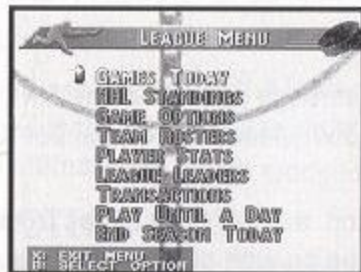 LEAGUE MENU
GAMES TODAY
NHL STANDINGS
GAME OPTIONS
TEAM ROSTERS
PLAYER STATS
LEAGUE LEADERS
TRANSACTIONS
PLAY UNTIL A DAY
END SEASON TODAY
X: EXIT MENU
B: SELECT OPTION